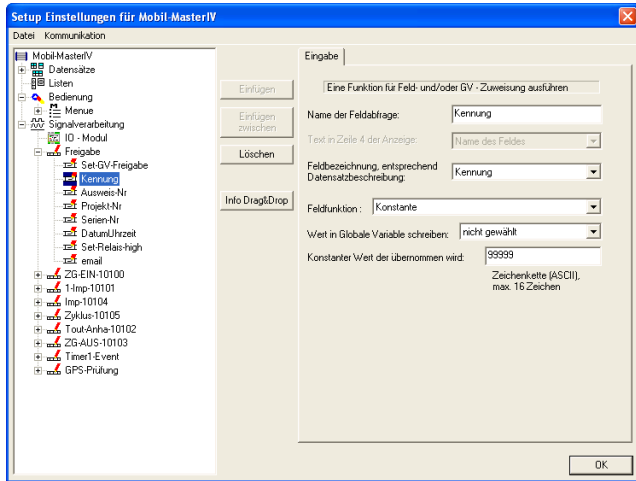 Setup Einstellungen für Mobil-MasterIV
Datei Kommunikation
Mobil-MasterIV
Datensätze
Listen
Bedienung
Menue
Signalverarbeitung
IO - Modul
Freigabe
Set-GV-Freigabe
Kennung
Ausweis-Nr
Projekt-Nr
Serien-Nr
DatumUhrzeit
Set-Relais-high
email
ZG-EIN-10100
1-Imp-10101
Imp-10104
Zyklus-10105
Tout-Anha-10102
ZG-AUS-10103
Timer1-Event
GPS-Prüfung
Einfügen
Einfügen
zwischen
Löschen
Info Drag&Drop
Eingabe
Eine Funktion für Feld- und/oder GV - Zuweisung ausführen
Name der Feldabfrage: Kennung
Text in Zeile 4 der Anzeige: Name des Feldes
Feldbezeichnung, entsprechend
Datensatzbeschreibung: Kennung
Feldfunktion : Konstante
Wert in Globale Variable schreiben: nicht gewählt
Konstanter Wert der übernommen wird: 99999
Zeichenkette (ASCII),
max. 16 Zeichen
OK